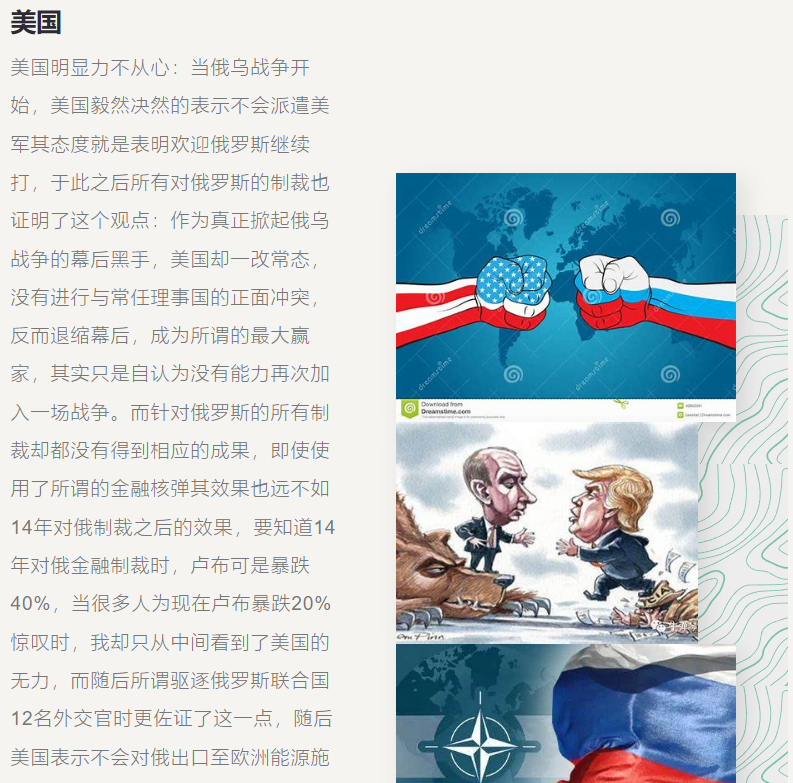 美国
美国明显力不从心：当俄乌战争开
始，美国毅然决然的表示不会派遣美
军其态度就是表明欢迎俄罗斯继续
打，于此之后所有对俄罗斯的制裁也
证明了这个观点：作为真正掀起俄乌
战争的幕后黑手，美国却一改常态，
没有进行与常任理事国的正面冲突，
反而退缩幕后，成为所谓的最大赢
家，其实只是自认为没有能力再次加
入一场战争。而针对俄罗斯的所有制
裁却都没有得到相应的成果，即使使
用了所谓的金融核弹其效果也远不如
14年对俄制裁之后的效果，要知道14
年对俄金融制裁时，卢布可是暴跌
40%，当很多人为现在卢布暴跌20%
惊叹时，我却只从中间看到了美国的
无力，而随后所谓驱逐俄罗斯联合国
12名外交官时更佐证了这一点，随后
美国表示不会对俄出口至欧洲能源施
dreamstime
dreamstime
dreamstime
dreamstime
Download from
Dreamstime.com
CIA